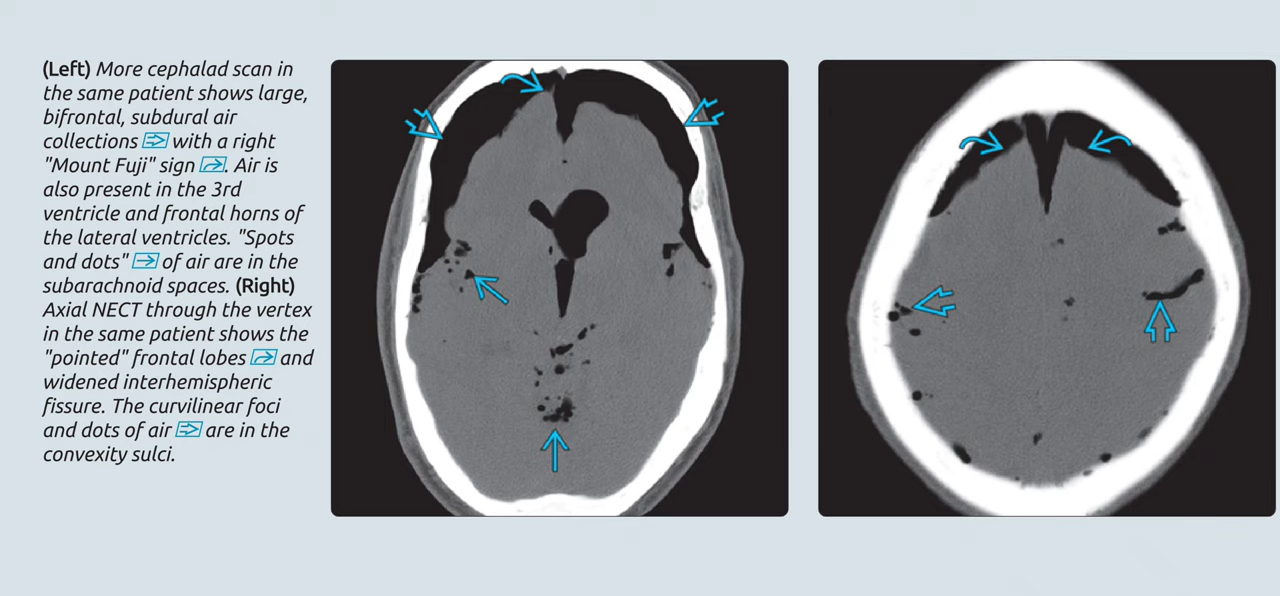 (Left) More cephalad scan in
the same patient shows large,
bifrontal, subdural air
collections with a right
"Mount Fuji" sign . Air is
also present in the 3rd
ventricle and frontal horns of
the lateral ventricles. "Spots
and dots" of air are in the
subarachnoid spaces. (Right)
Axial NECT through the vertex
in the same patient shows the
"pointed" frontal lobes and
widened interhemispheric
fissure. The curvilinear foci
and dots of air are in the
convexity sulci.